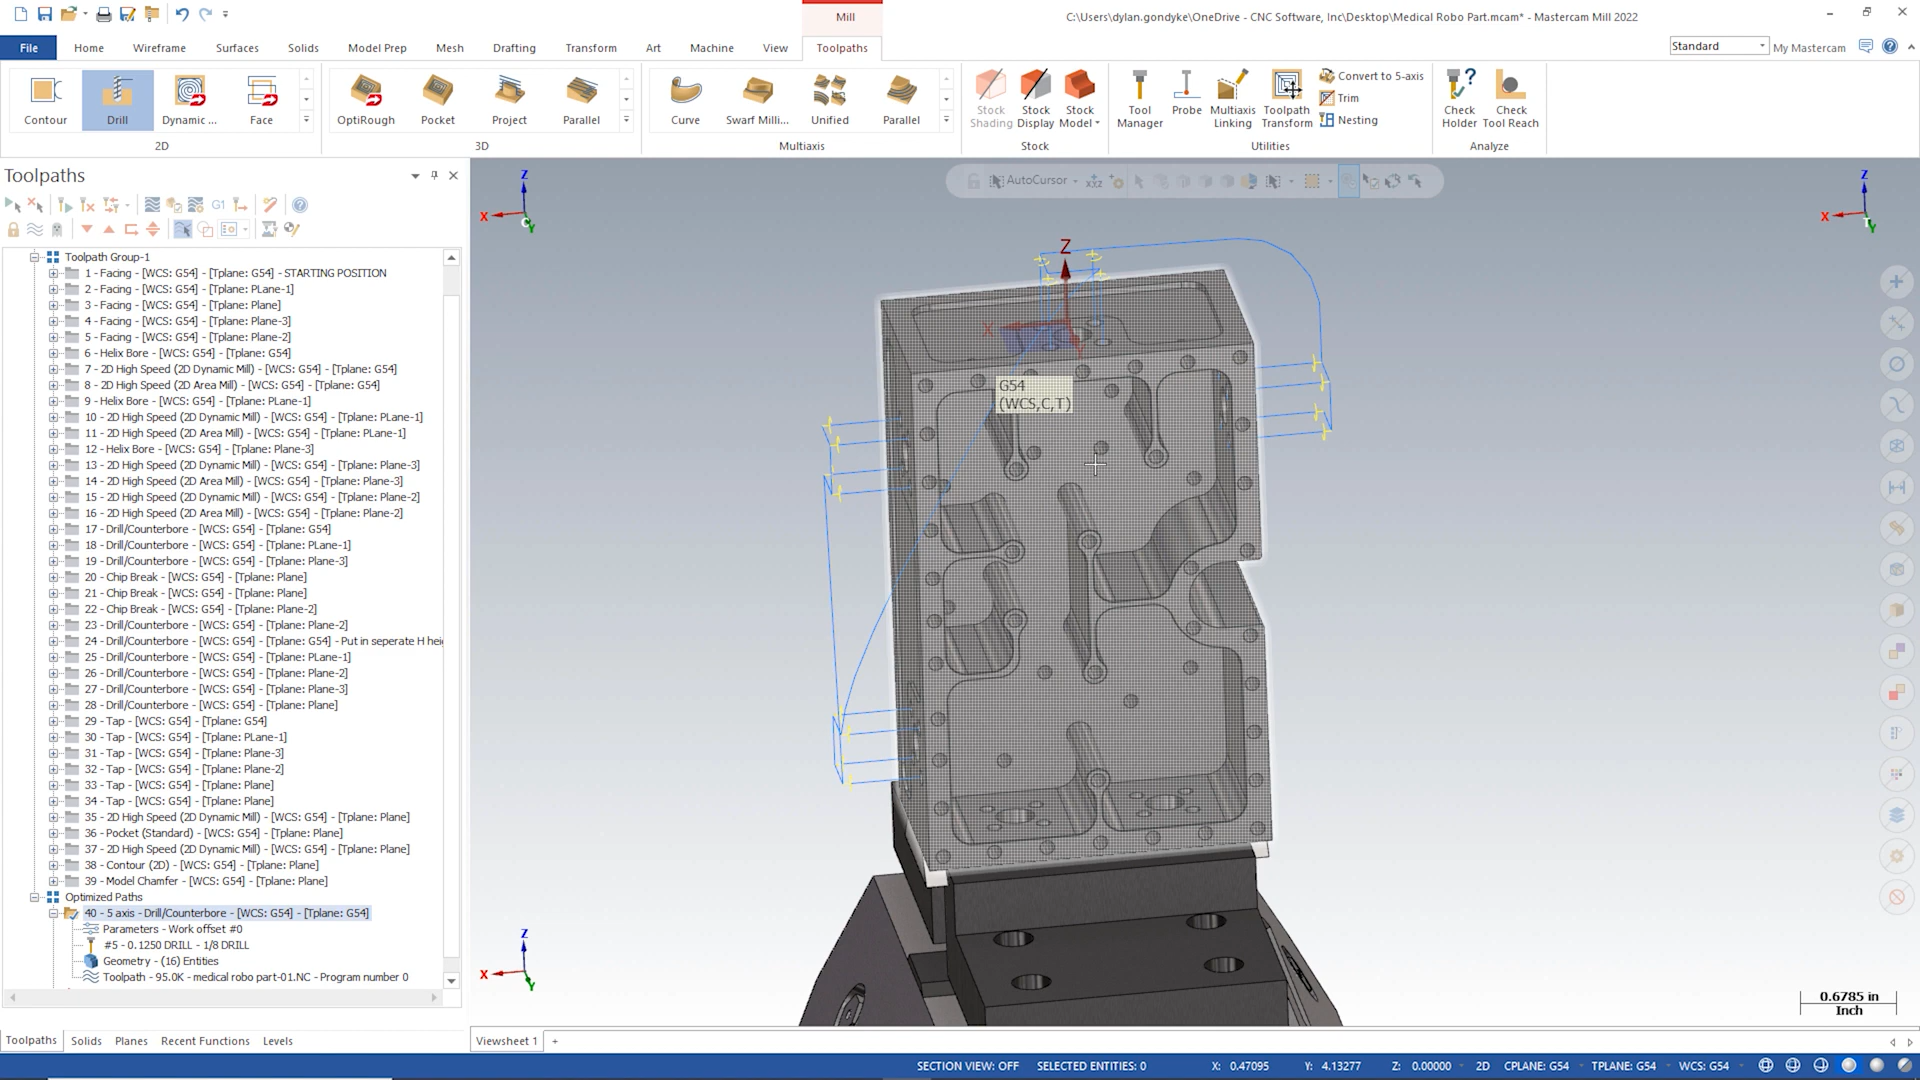 Mill
C:\Users\dylan.gondyke\OneDrive - CNC Software, Inc\Desktop\Medical Robo Part.mcam* - Mastercam Mill 2022
File Home Wireframe Surfaces Solids Model Prep Mesh Drafting Transform Art Machine View Toolpaths
Standard My Mastercam
Contour Drill Dynamic ... Face
2D
OptiRough Pocket Project Parallel
3D
Curve Swarf Milli... Unified Parallel
Multiaxis
Stock Shading Stock Display Stock Model
Stock
Tool Manager Probe Multiaxis Linking Toolpath Transform
Convert to 5-axis
Trim
Nesting
Utilities
Check Holder Check Tool Reach
Analyze
Toolpaths
G1
AutoCursor
XYZ
Toolpath Group-1
1 - Facing - [WCS: G54] - [Tplane: G54] - STARTING POSITION
2 - Facing - [WCS: G54] - [Tplane: PLane-1]
3 - Facing - [WCS: G54] - [Tplane: Plane]
4 - Facing - [WCS: G54] - [Tplane: Plane-3]
5 - Facing - [WCS: G54] - [Tplane: Plane-2]
6 - Helix Bore - [WCS: G54] - [Tplane: G54]
7 - 2D High Speed (2D Dynamic Mill) - [WCS: G54] - [Tplane: G54]
8 - 2D High Speed (2D Area Mill) - [WCS: G54] - [Tplane: G54]
9 - Helix Bore - [WCS: G54] - [Tplane: PLane-1]
10 - 2D High Speed (2D Dynamic Mill) - [WCS: G54] - [Tplane: PLane-1]
11 - 2D High Speed (2D Area Mill) - [WCS: G54] - [Tplane: PLane-1]
12 - Helix Bore - [WCS: G54] - [Tplane: Plane-3]
13 - 2D High Speed (2D Dynamic Mill) - [WCS: G54] - [Tplane: Plane-3]
14 - 2D High Speed (2D Area Mill) - [WCS: G54] - [Tplane: Plane-3]
15 - 2D High Speed (2D Dynamic Mill) - [WCS: G54] - [Tplane: Plane-2]
16 - 2D High Speed (2D Area Mill) - [WCS: G54] - [Tplane: Plane-2]
17 - Drill/Counterbore - [WCS: G54] - [Tplane: G54]
18 - Drill/Counterbore - [WCS: G54] - [Tplane: PLane-1]
19 - Drill/Counterbore - [WCS: G54] - [Tplane: Plane-3]
20 - Chip Break - [WCS: G54] - [Tplane: Plane]
21 - Chip Break - [WCS: G54] - [Tplane: Plane]
22 - Chip Break - [WCS: G54] - [Tplane: Plane-2]
23 - Drill/Counterbore - [WCS: G54] - [Tplane: Plane-2]
24 - Drill/Counterbore - [WCS: G54] - [Tplane: G54] - Put in seperate H hei
25 - Drill/Counterbore - [WCS: G54] - [Tplane: PLane-1]
26 - Drill/Counterbore - [WCS: G54] - [Tplane: Plane-2]
27 - Drill/Counterbore - [WCS: G54] - [Tplane: Plane-3]
28 - Drill/Counterbore - [WCS: G54] - [Tplane: Plane]
29 - Tap - [WCS: G54] - [Tplane: G54]
30 - Tap - [WCS: G54] - [Tplane: PLane-1]
31 - Tap - [WCS: G54] - [Tplane: Plane-3]
32 - Tap - [WCS: G54] - [Tplane: Plane-2]
33 - Tap - [WCS: G54] - [Tplane: Plane]
34 - Tap - [WCS: G54] - [Tplane: Plane]
35 - 2D High Speed (2D Dynamic Mill) - [WCS: G54] - [Tplane: Plane]
36 - Pocket (Standard) - [WCS: G54] - [Tplane: Plane]
37 - 2D High Speed (2D Dynamic Mill) - [WCS: G54] - [Tplane: Plane]
38 - Contour (2D) - [WCS: G54] - [Tplane: Plane]
39 - Model Chamfer - [WCS: G54] - [Tplane: Plane]
Optimized Paths
40 - 5 axis - Drill/Counterbore - [WCS: G54] - [Tplane: G54]
Parameters - Work offset #0
#5 - 0.1250 DRILL - 1/8 DRILL
Geometry - (16) Entities
Toolpath - 95.0K - medical robo part-01.NC - Program number 0
Z
X
C
Y
Z
X
T
Y
Z
X
Y
G54
(WCS,C,T)
Z
X
Y
0.6785 in
Inch
Toolpaths Solids Planes Recent Functions Levels
Viewsheet 1 +
SECTION VIEW: OFF SELECTED ENTITIES: 0 X: 0.47095 Y: 4.13277 Z: 0.00000 2D CPLANE: G54 TPLANE: G54 WCS: G54